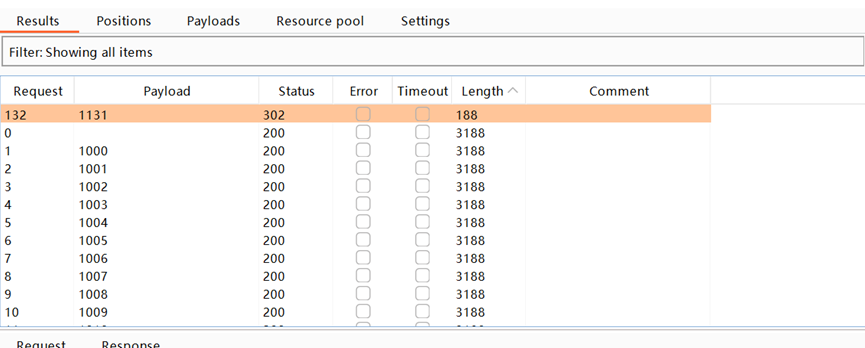 Results Positions Payloads Resource pool Settings
Filter: Showing all items
Request Payload Status Error Timeout Length Comment
132 1131 302 188
0 200 3188
1 1000 200 3188
2 1001 200 3188
3 1002 200 3188
4 1003 200 3188
5 1004 200 3188
6 1005 200 3188
7 1006 200 3188
8 1007 200 3188
9 1008 200 3188
10 1009 200 3188
Request Response